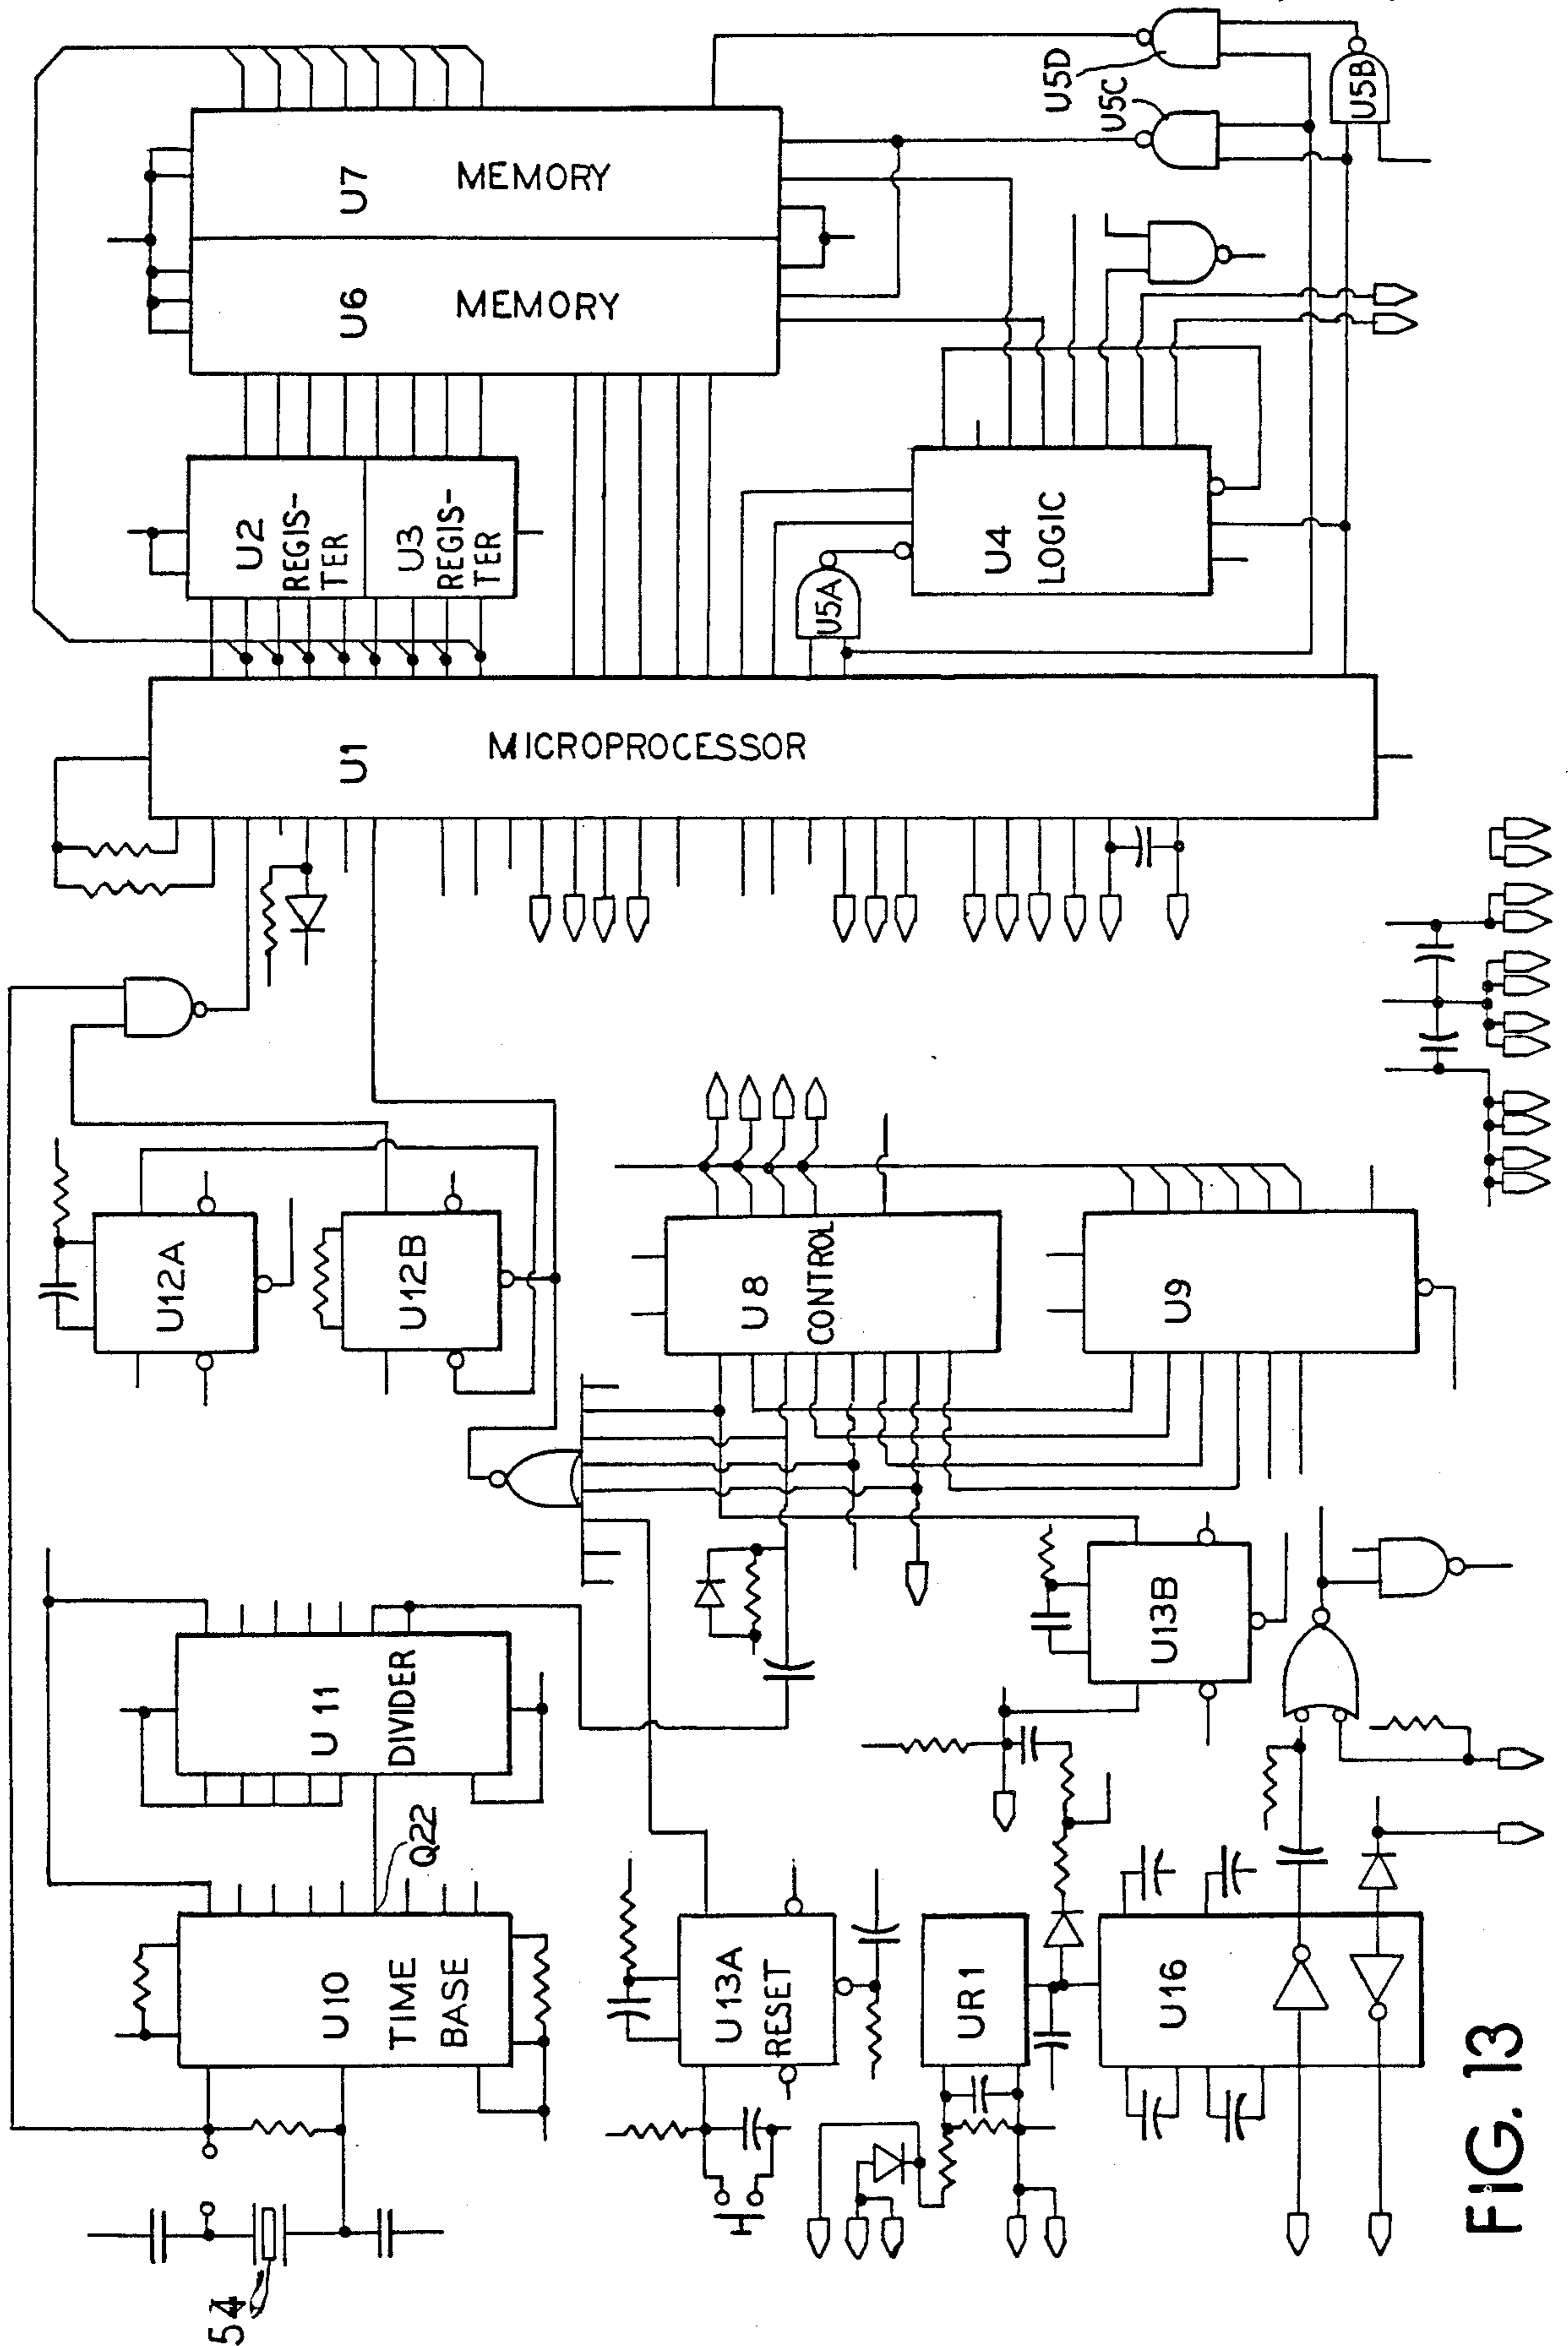 54
U10
TIME
BASE
Q22
U11
DIVIDER
U12A
U12B
U13A
RESET
UR1
U16
U13B
U8
CONTROL
U9
U1
MICROPROCESSOR
U2
REGIS-
TER
U3
REGIS-
TER
U5A
U4
LOGIC
U6
MEMORY
U7
MEMORY
U5D
U5C
U5B
FIG. 13